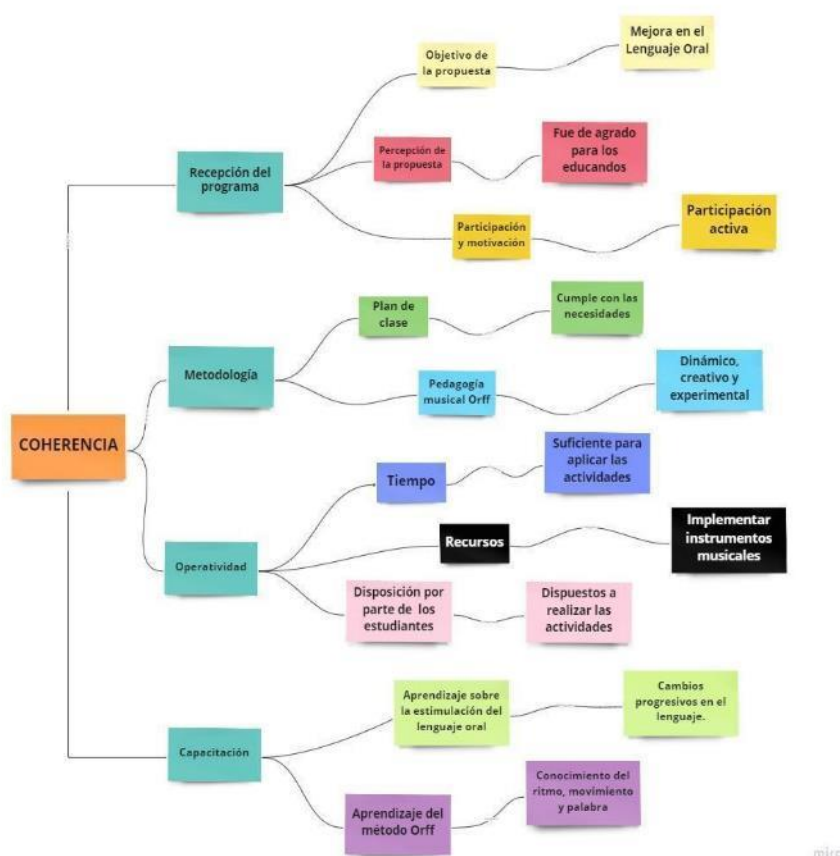 Objetivo de
la propuesta
Mejora en el
Lenguaje Oral
Recepción del
programa
Percepción de
la propuesta
Fue de agrado
para los
educandos
Participación
y motivación
Participación
activa
COHERENCIA
Metodología
Plan de
clase
Cumple con las
necesidades
Pedagogía
musical Orff
Dinámico,
creativo y
experimental
Operatividad
Tiempo
Suficiente para
aplicar las
actividades
Recursos
Implementar
instrumentos
musicales
Disposición por
parte de los
estudiantes
Dispuestos a
realizar las
actividades
Capacitación
Aprendizaje sobre
la estimulación del
lenguaje oral
Cambios
progresivos en el
lenguaje.
Aprendizaje del
método Orff
Conocimiento del
ritmo, movimiento
y palabra